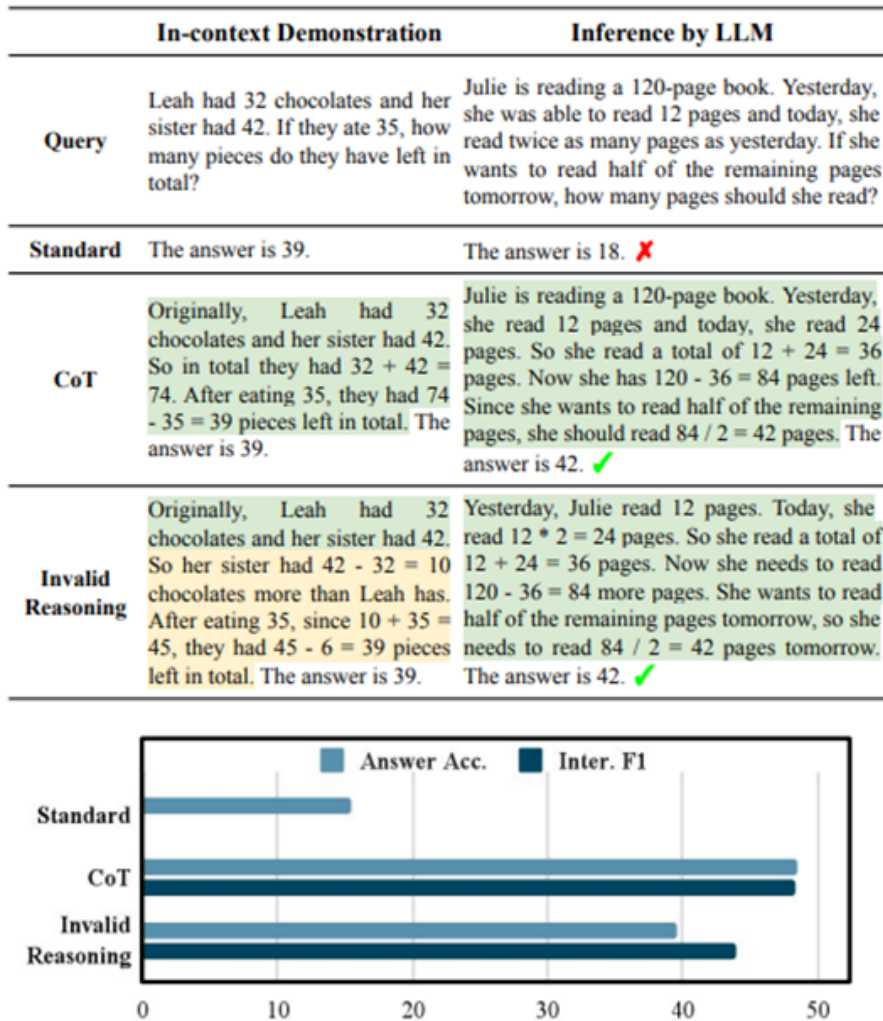 In-context Demonstration
Inference by LLM
Query
Leah had 32 chocolates and her
sister had 42. If they ate 35, how
many pieces do they have left in
total?
Julie is reading a 120-page book. Yesterday,
she was able to read 12 pages and today, she
read twice as many pages as yesterday. If she
wants to read half of the remaining pages
tomorrow, how many pages should she read?
Standard
The answer is 39.
The answer is 18. ✗
CoT
Originally, Leah had 32
chocolates and her sister had 42.
So in total they had 32 + 42 =
74. After eating 35, they had 74
- 35 = 39 pieces left in total. The
answer is 39.
Julie is reading a 120-page book. Yesterday,
she read 12 pages and today, she read 24
pages. So she read a total of 12 + 24 = 36
pages. Now she has 120 - 36 = 84 pages left.
Since she wants to read half of the remaining
pages, she should read 84 / 2 = 42 pages. The
answer is 42. ✓
Invalid
Reasoning
Originally, Leah had 32
chocolates and her sister had 42.
So her sister had 42 - 32 = 10
chocolates more than Leah has.
After eating 35, since 10 + 35 =
45, they had 45 - 6 = 39 pieces
left in total. The answer is 39.
Yesterday, Julie read 12 pages. Today, she
read 12 * 2 = 24 pages. So she read a total of
12 + 24 = 36 pages. Now she needs to read
120 - 36 = 84 more pages. She wants to read
half of the remaining pages tomorrow, so she
needs to read 84 / 2 = 42 pages tomorrow.
The answer is 42. ✓
Answer Acc.
Inter. F1
Standard
CoT
Invalid
Reasoning
0
10
20
30
40
50